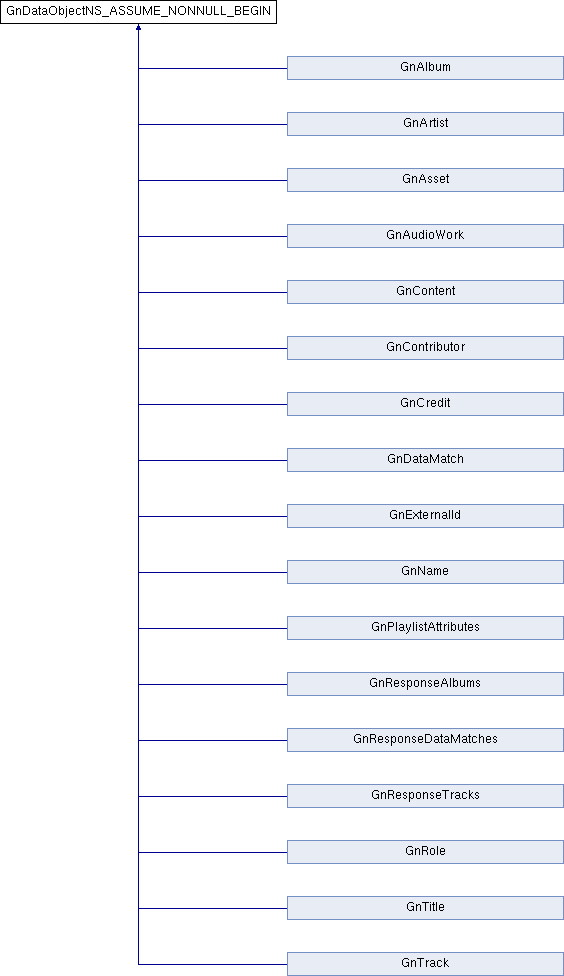 GnDataObjectNS_ASSUME_NONNULL_BEGIN
GnAlbum
GnArtist
GnAsset
GnAudioWork
GnContent
GnContributor
GnCredit
GnDataMatch
GnExternalId
GnName
GnPlaylistAttributes
GnResponseAlbums
GnResponseDataMatches
GnResponseTracks
GnRole
GnTitle
GnTrack